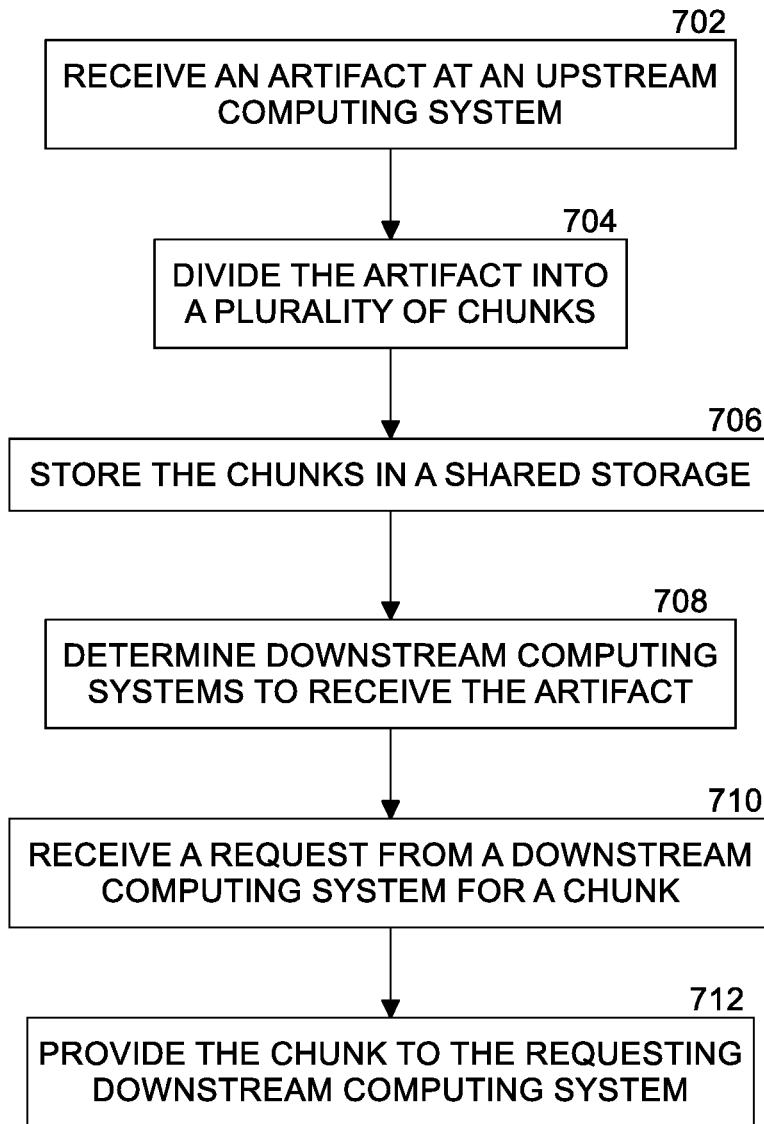 702
RECEIVE AN ARTIFACT AT AN UPSTREAM
COMPUTING SYSTEM
704
DIVIDE THE ARTIFACT INTO
A PLURALITY OF CHUNKS
706
STORE THE CHUNKS IN A SHARED STORAGE
708
DETERMINE DOWNSTREAM COMPUTING
SYSTEMS TO RECEIVE THE ARTIFACT
710
RECEIVE A REQUEST FROM A DOWNSTREAM
COMPUTING SYSTEM FOR A CHUNK
712
PROVIDE THE CHUNK TO THE REQUESTING
DOWNSTREAM COMPUTING SYSTEM